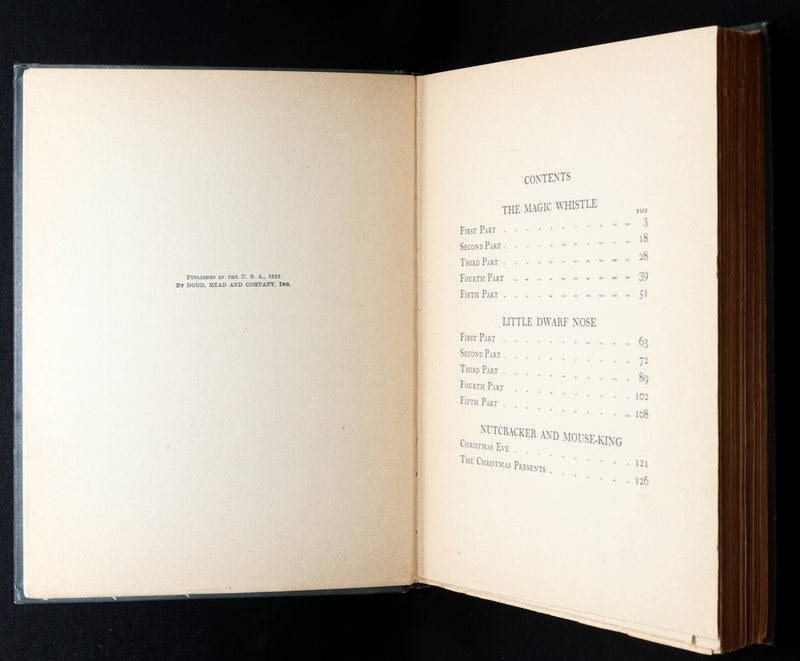 PUBLISHED IN THE U. S. A., 1929
BY DODD, MEAD AND COMPANY, INC.
CONTENTS
THE MAGIC WHISTLE
PAGE
FIRST PART . . . . . . . . . . . 3
SECOND PART . . . . . . . . . . . 18
THIRD PART . . . . . . . . . . . 28
FOURTH PART . . . . . . . . . . 39
FIFTH PART . . . . . . . . . . . 51
LITTLE DWARF NOSE
FIRST PART . . . . . . . . . . . 63
SECOND PART . . . . . . . . . . . 72
THIRD PART . . . . . . . . . . . 89
FOURTH PART . . . . . . . . . . 102
FIFTH PART . . . . . . . . . . . 108
NUTCRACKER AND MOUSE-KING
CHRISTMAS EVE . . . . . . . . . . 121
THE CHRISTMAS PRESENTS . . . . . . . 126